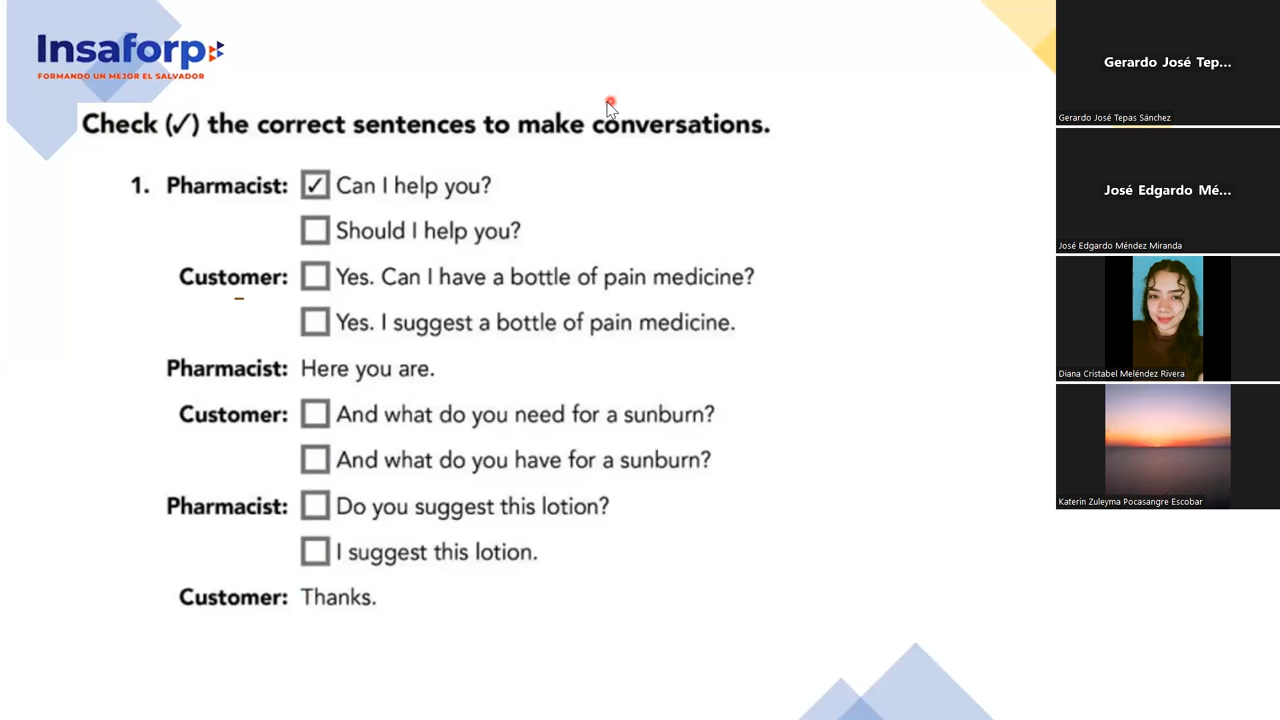 Insaforp
FORMANDO UN MEJOR EL SALVADOR
Check (✓) the correct sentences to make conversations.
1. Pharmacist: ✓ Can I help you?
Should I help you?
Customer: Yes. Can I have a bottle of pain medicine?
Yes. I suggest a bottle of pain medicine.
Pharmacist: Here you are.
Customer: And what do you need for a sunburn?
And what do you have for a sunburn?
Pharmacist: Do you suggest this lotion?
I suggest this lotion.
Customer: Thanks.
Gerardo José Tep...
Gerardo José Tepas Sánchez
José Edgardo Mé...
José Edgardo Méndez Miranda
Diana Cristabel Meléndez Rivera
Katerin Zuleyma Pocasangre Escobar